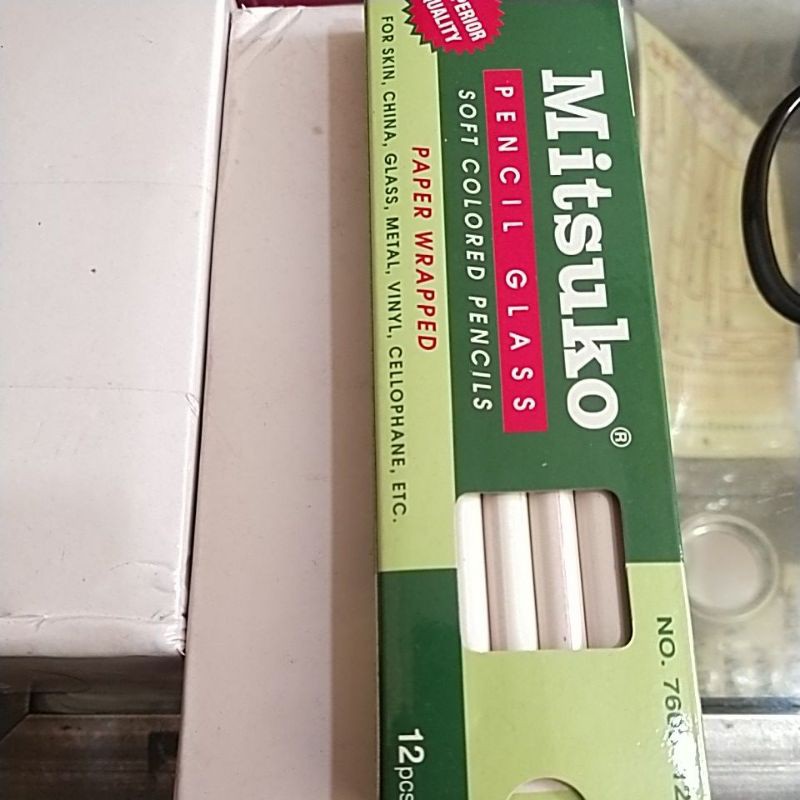 QUALITY
Mitsuko®
PENCIL GLASS
SOFT COLORED PENCILS
PAPER WRAPPED
FOR SKIN, CHINA, GLASS, METAL, VINYL, CELLOPHANE, ETC.
NO.
12pcs